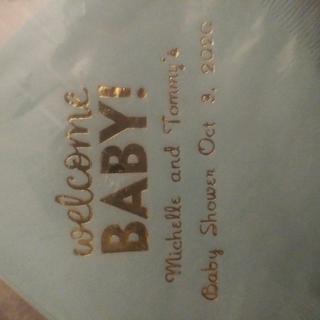 welcome
BABY!
Michelle and Tommy's
Baby Shower Oct 3, 2020